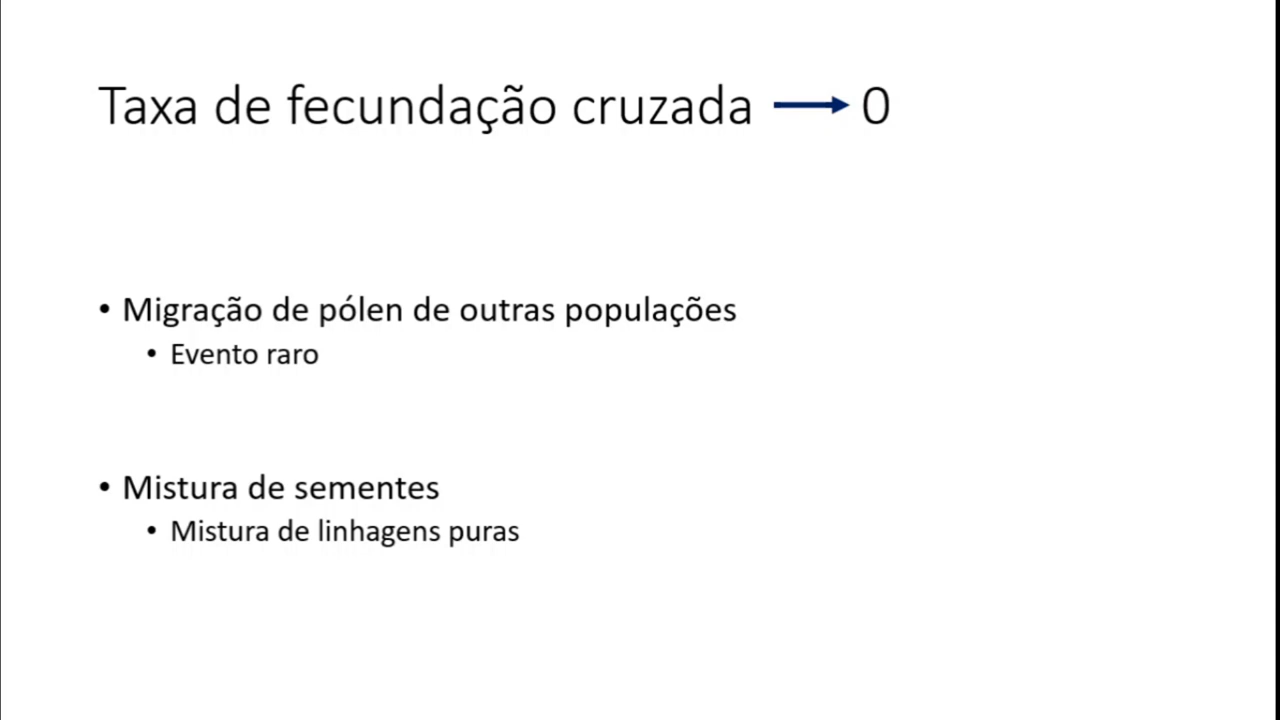 Taxa de fecundação cruzada → 0
• Migração de pólen de outras populações
• Evento raro
• Mistura de sementes
• Mistura de linhagens puras